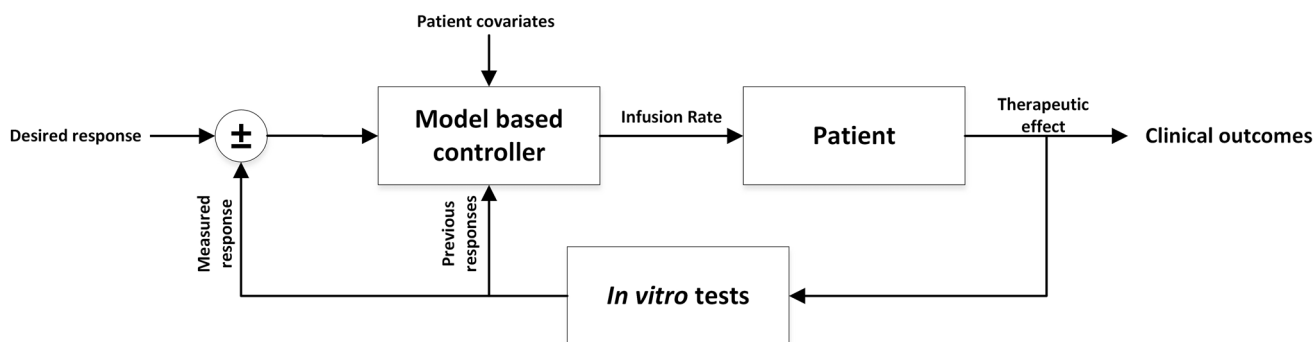 Patient covariates
Desired response
±
Model based
controller
Infusion Rate
Patient
Therapeutic
effect
Clinical outcomes
Measured
response
Previous
responses
In vitro tests